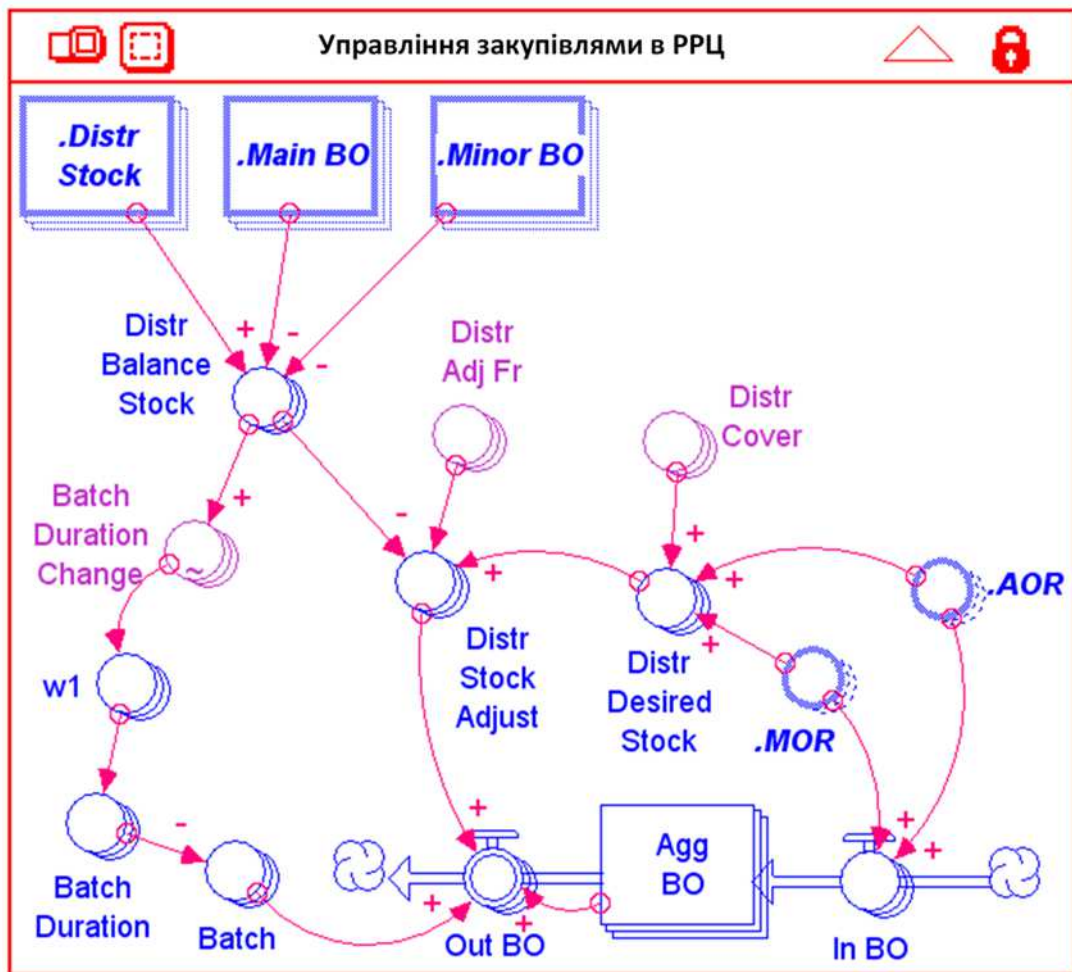 Управління закупівлями в РРЦ
.Distr
Stock
.Main BO
.Minor BO
+
-
-
Distr
Balance
Stock
Distr
Adj Fr
Distr
Cover
+
-
+
Batch
Duration
Change
~
+
+
+
.AOR
w1
Distr
Stock
Adjust
Distr
Desired
Stock
.MOR
-
+
+
+
Agg
BO
Batch
Duration
Batch
+
+
Out BO
In BO